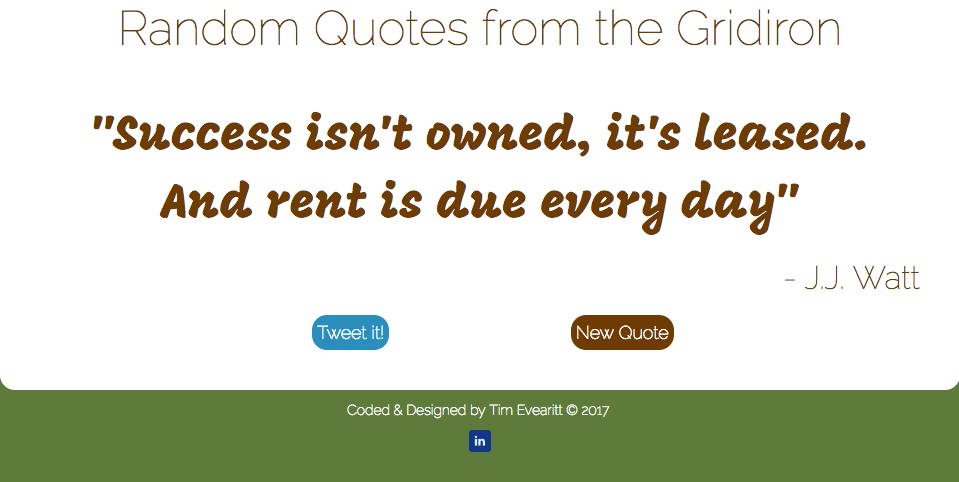 Random Quotes from the Gridiron
"Success isn't owned, it's leased.
And rent is due every day"
- J.J. Watt
Tweet it!
New Quote
Coded & Designed by Tim Evearitt © 2017
in